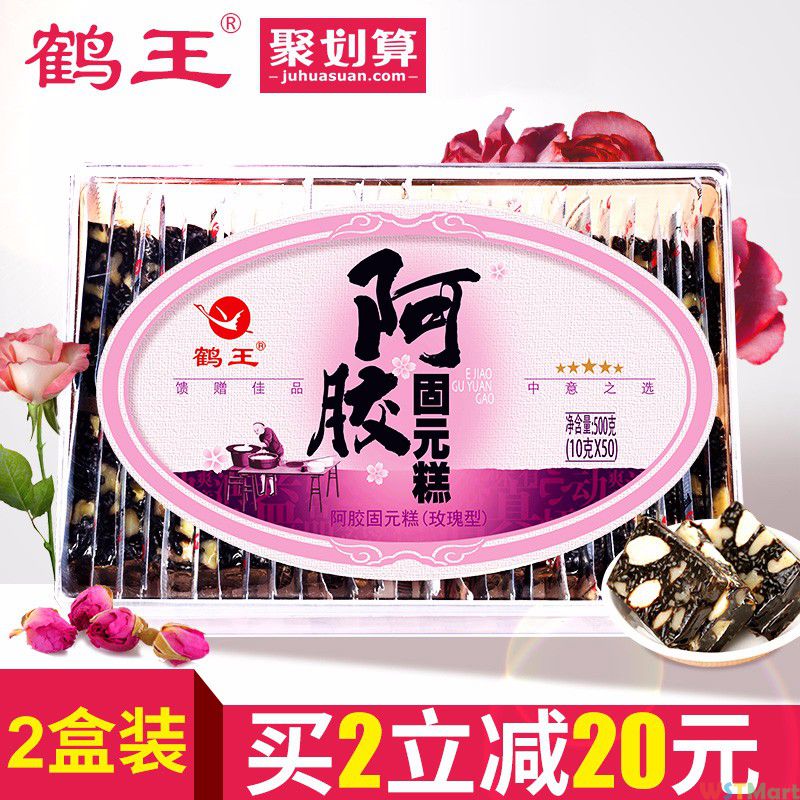 鹤王®
聚划算
juhuasuan.com
鹤王®
馈赠佳品
阿胶
E JIAO
GU YUAN
GAO
固元糕
中意之选
净含量:500克
(10克X50)
阿胶固元糕(玫瑰型)
2盒装
买2立减20元
WSTMart